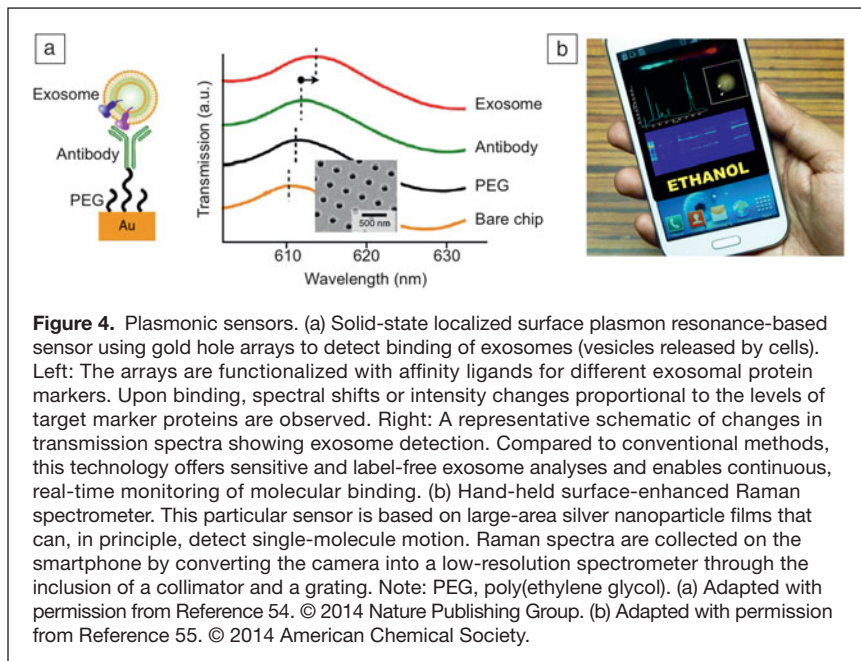 a
Exosome
Antibody
PEG
Au
Transmission (a.u.)
Exosome
Antibody
PEG
Bare chip
500 nm
610
620
630
Wavelength (nm)
b
ETHANOL
Figure 4. Plasmonic sensors. (a) Solid-state localized surface plasmon resonance-based
sensor using gold hole arrays to detect binding of exosomes (vesicles released by cells).
Left: The arrays are functionalized with affinity ligands for different exosomal protein
markers. Upon binding, spectral shifts or intensity changes proportional to the levels of
target marker proteins are observed. Right: A representative schematic of changes in
transmission spectra showing exosome detection. Compared to conventional methods,
this technology offers sensitive and label-free exosome analyses and enables continuous,
real-time monitoring of molecular binding. (b) Hand-held surface-enhanced Raman
spectrometer. This particular sensor is based on large-area silver nanoparticle films that
can, in principle, detect single-molecule motion. Raman spectra are collected on the
smartphone by converting the camera into a low-resolution spectrometer through the
inclusion of a collimator and a grating. Note: PEG, poly(ethylene glycol). (a) Adapted with
permission from Reference 54. © 2014 Nature Publishing Group. (b) Adapted with permission
from Reference 55. © 2014 American Chemical Society.